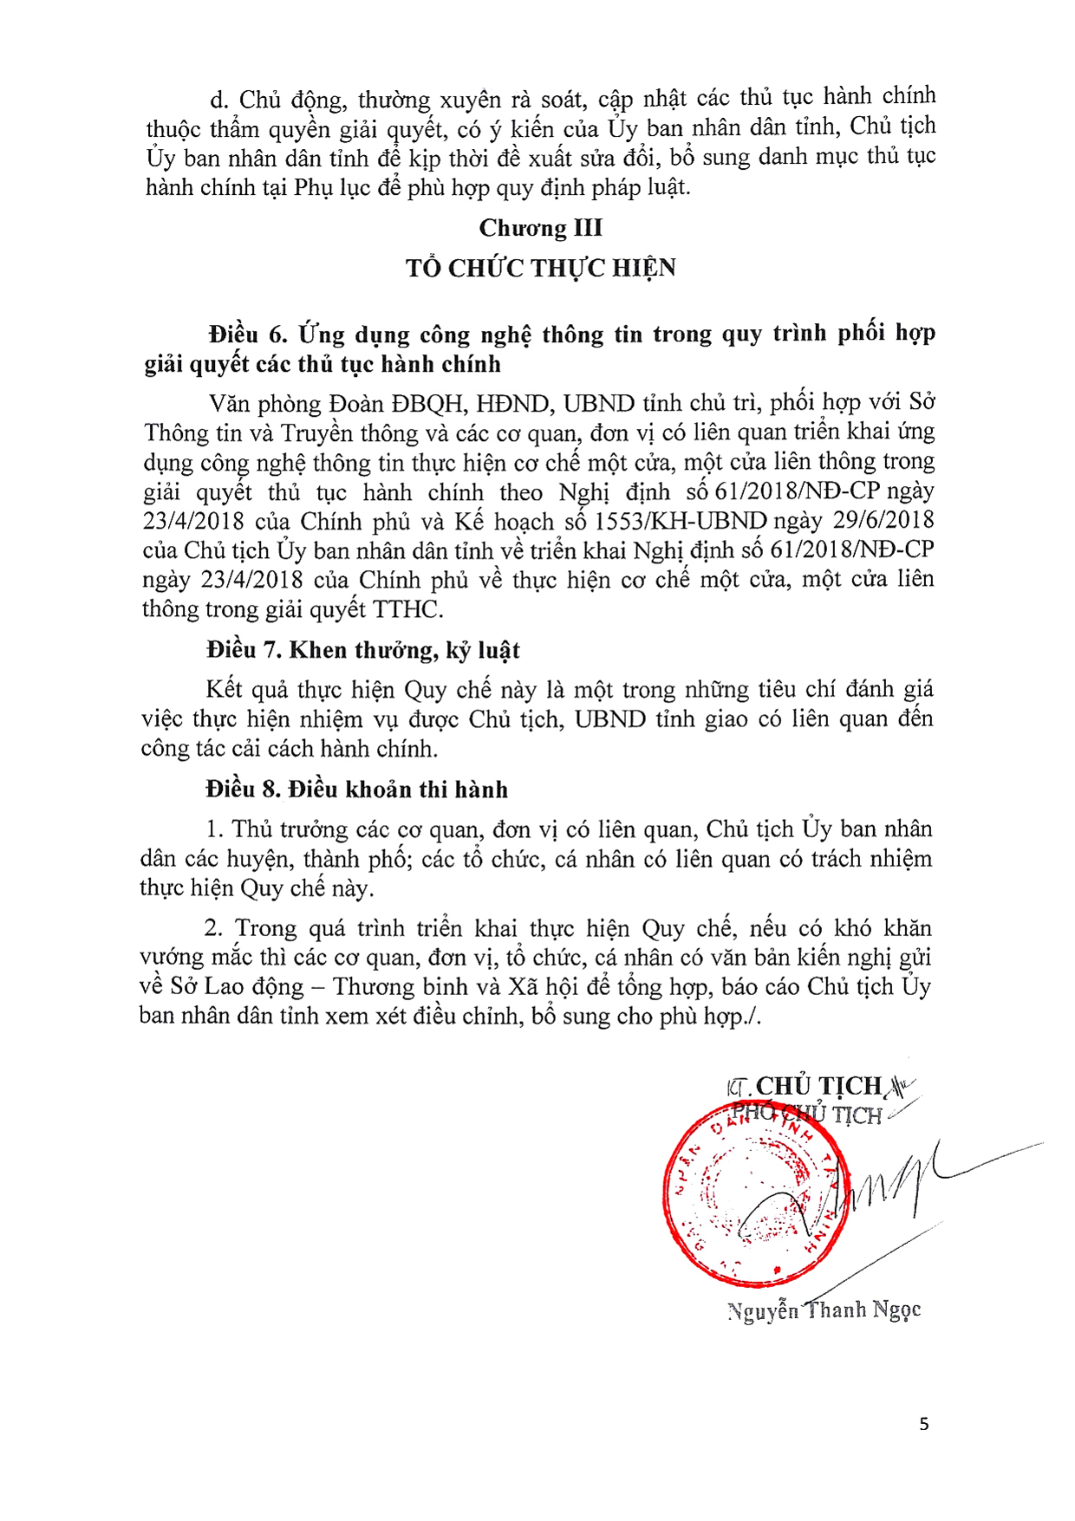 d. Chủ động, thường xuyên rà soát, cập nhật các thủ tục hành chính
thuộc thẩm quyền giải quyết, có ý kiến của Ủy ban nhân dân tỉnh, Chủ tịch
Ủy ban nhân dân tỉnh để kịp thời đề xuất sửa đổi, bổ sung danh mục thủ tục
hành chính tại Phụ lục để phù hợp quy định pháp luật.
Chương III
TỔ CHỨC THỰC HIỆN
Điều 6. Ứng dụng công nghệ thông tin trong quy trình phối hợp
giải quyết các thủ tục hành chính
Văn phòng Đoàn ĐBQH, HĐND, UBND tỉnh chủ trì, phối hợp với Sở
Thông tin và Truyền thông và các cơ quan, đơn vị có liên quan triển khai ứng
dụng công nghệ thông tin thực hiện cơ chế một cửa, một cửa liên thông trong
giải quyết thủ tục hành chính theo Nghị định số 61/2018/NĐ-CP ngày
23/4/2018 của Chính phủ và Kế hoạch số 1553/KH-UBND ngày 29/6/2018
của Chủ tịch Ủy ban nhân dân tỉnh về triển khai Nghị định số 61/2018/NĐ-CP
ngày 23/4/2018 của Chính phủ về thực hiện cơ chế một cửa, một cửa liên
thông trong giải quyết TTHC.
Điều 7. Khen thưởng, kỷ luật
Kết quả thực hiện Quy chế này là một trong những tiêu chí đánh giá
việc thực hiện nhiệm vụ được Chủ tịch, UBND tỉnh giao có liên quan đến
công tác cải cách hành chính.
Điều 8. Điều khoản thi hành
1. Thủ trưởng các cơ quan, đơn vị có liên quan, Chủ tịch Ủy ban nhân
dân các huyện, thành phố; các tổ chức, cá nhân có liên quan có trách nhiệm
thực hiện Quy chế này.
2. Trong quá trình triển khai thực hiện Quy chế, nếu có khó khăn
vướng mắc thì các cơ quan, đơn vị, tổ chức, cá nhân có văn bản kiến nghị gửi
về Sở Lao động – Thương binh và Xã hội để tổng hợp, báo cáo Chủ tịch Ủy
ban nhân dân tỉnh xem xét điều chỉnh, bổ sung cho phù hợp./.
KT. CHỦ TỊCH
PHÓ CHỦ TỊCH
NHÂN DÂN TỈNH TÂY NINH
Nguyễn Thanh Ngọc
5